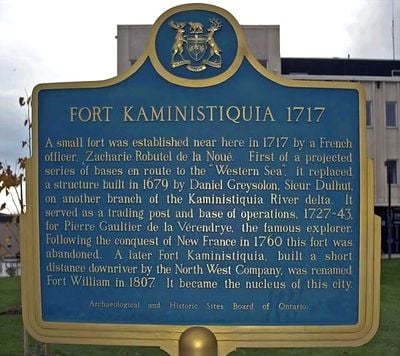 FORT KAMINISTIQUIA 1717
A small fort was established near here in 1717 by a French
officer, Zacharie Robutel de la Nouë. First of a projected
series of bases en route to the "Western Sea", it replaced
a structure built in 1679 by Daniel Greysolon, Sieur Dulhut,
on another branch of the Kaministiquia River delta. It
served as a trading post and base of operations, 1727-43,
for Pierre Gaultier de la Vérendrye, the famous explorer.
Following the conquest of New France in 1760 this fort was
abandoned. A later Fort Kaministiquia, built a short
distance downriver by the North West Company, was renamed
Fort William in 1807. It became the nucleus of this city.
Archaeological and Historic Sites Board of Ontario.